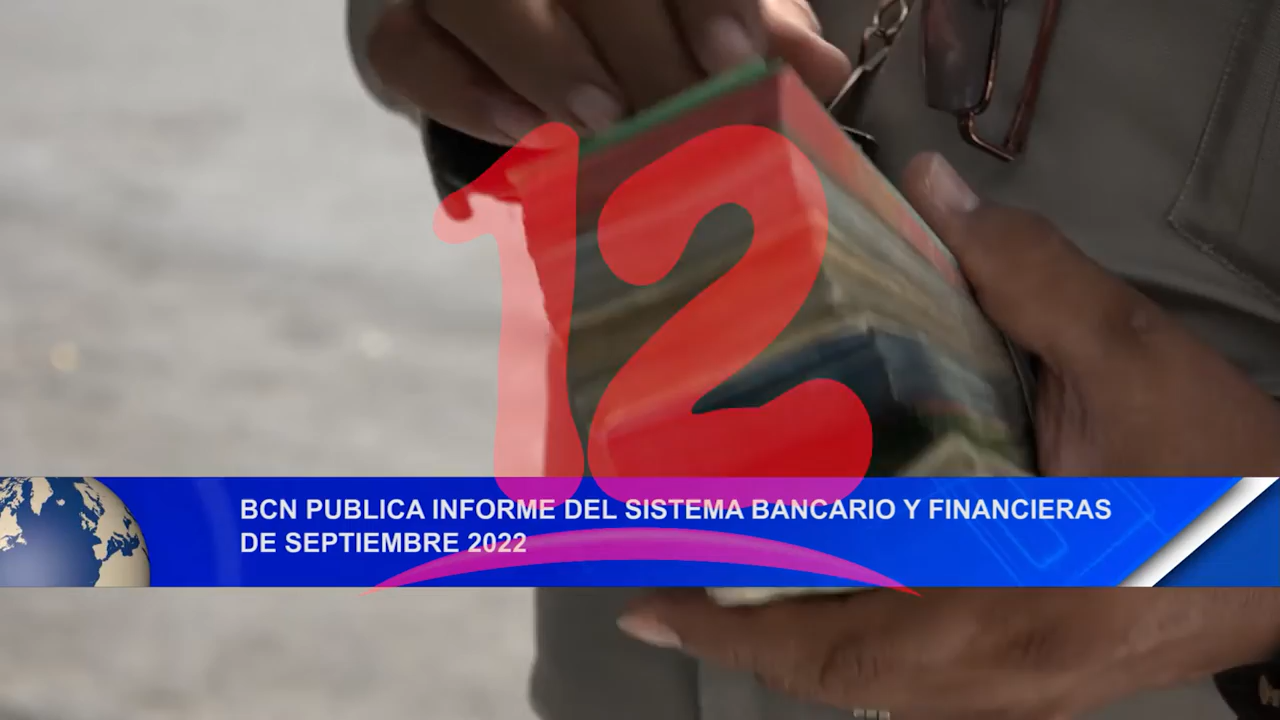 12
BCN PUBLICA INFORME DEL SISTEMA BANCARIO Y FINANCIERAS
DE SEPTIEMBRE 2022